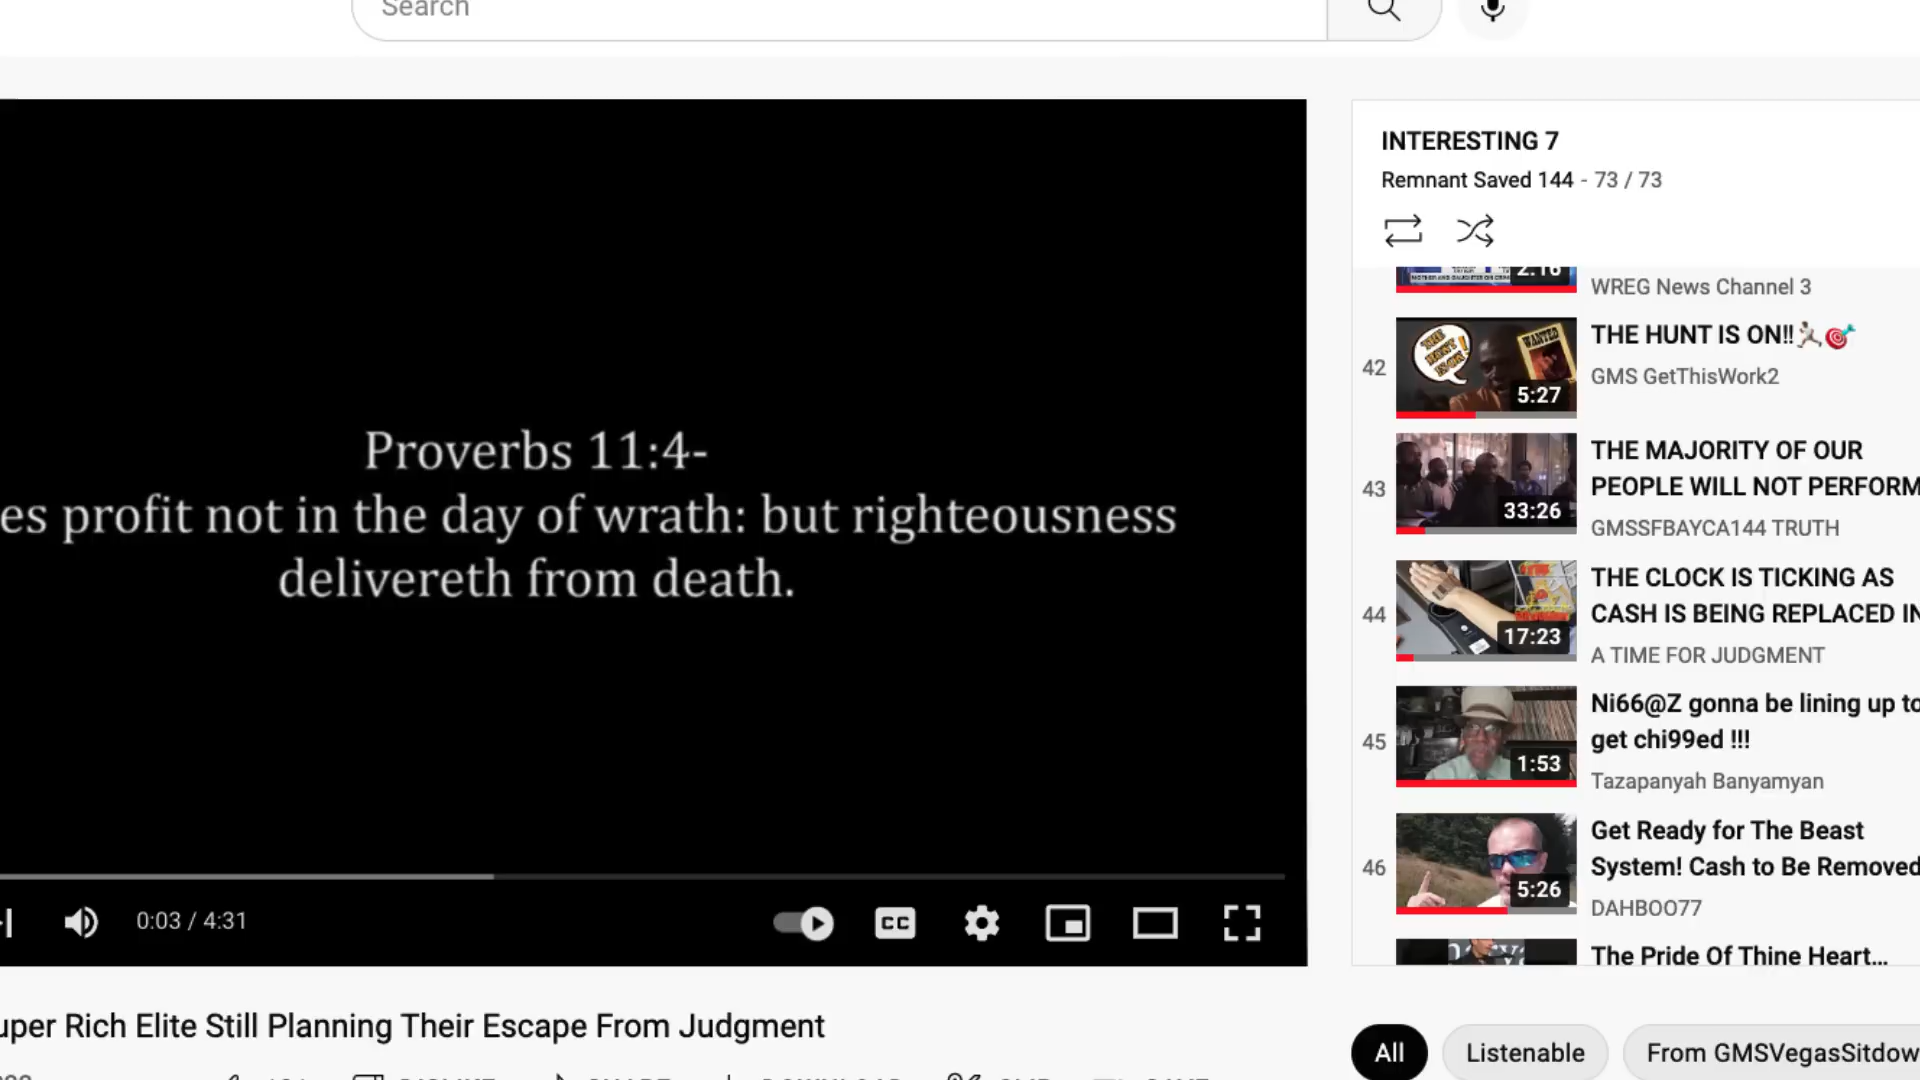 Search
Proverbs 11:4-
es profit not in the day of wrath: but righteousness
delivereth from death.
0:03 / 4:31
CC
uper Rich Elite Still Planning Their Escape From Judgment
INTERESTING 7
Remnant Saved 144 - 73 / 73
2:16
WREG News Channel 3
42
THE HUNT IS ON!!🏃🏻🎯
GMS GetThisWork2
WANTED
5:27
43
THE MAJORITY OF OUR
PEOPLE WILL NOT PERFORM
GMSSFBAYCA144 TRUTH
33:26
44
THE CLOCK IS TICKING AS
CASH IS BEING REPLACED IN
A TIME FOR JUDGMENT
17:23
45
Ni66@Z gonna be lining up to
get chi99ed !!!
Tazapanyah Banyamyan
1:53
46
Get Ready for The Beast
System! Cash to Be Removed
DAHBOO77
5:26
The Pride Of Thine Heart...
All
Listenable
From GMSVegasSitdow